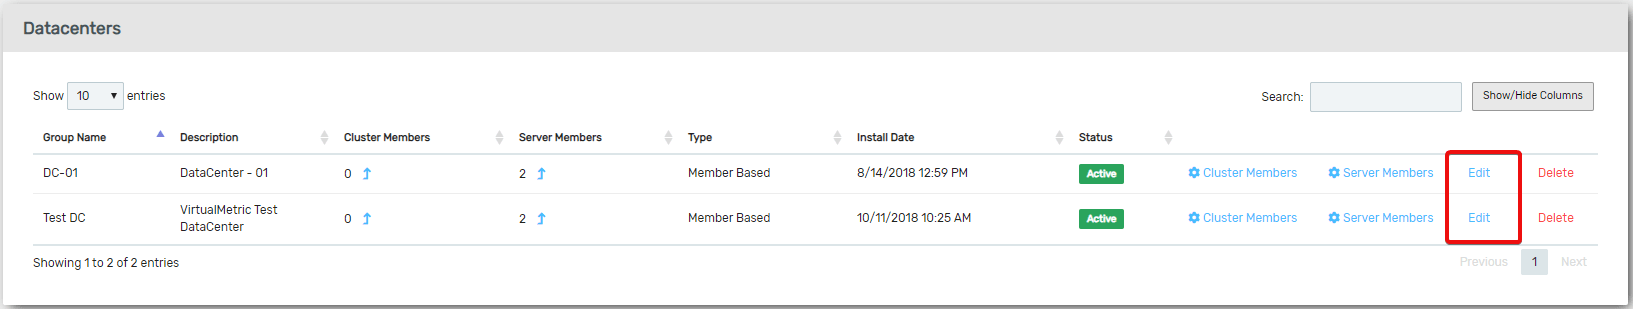 Datacenters
Show 10 entries
Search: Show/Hide Columns
Group Name Description Cluster Members Server Members Type Install Date Status
DC-01 DataCenter - 01 0 2 Member Based 8/14/2018 12:59 PM Active Cluster Members Server Members Edit Delete
Test DC VirtualMetric Test DataCenter 0 2 Member Based 10/11/2018 10:25 AM Active Cluster Members Server Members Edit Delete
Showing 1 to 2 of 2 entries
Previous 1 Next